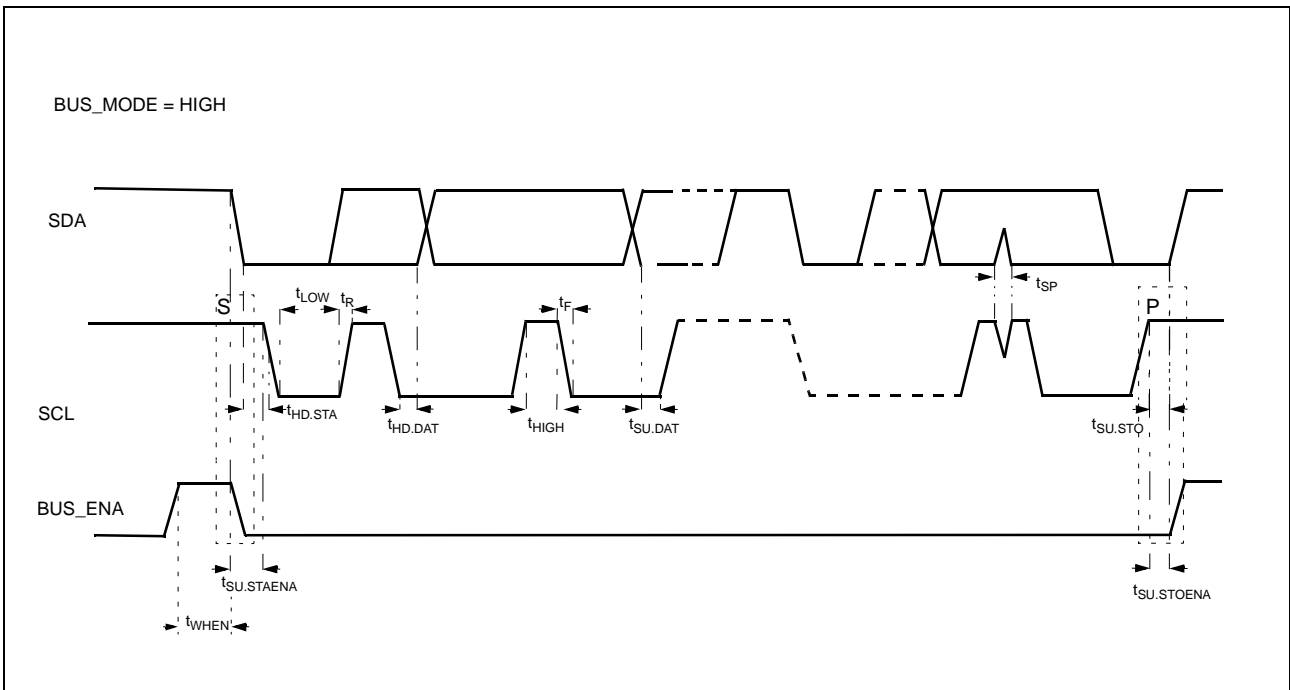 BUS_MODE = HIGH
SDA
tLOW
tR
tF
tSP
S
P
SCL
tHD.STA
tHD.DAT
tHIGH
tSU.DAT
tSU.STO
BUS_ENA
tSU.STAENA
tSU.STOENA
tWHEN